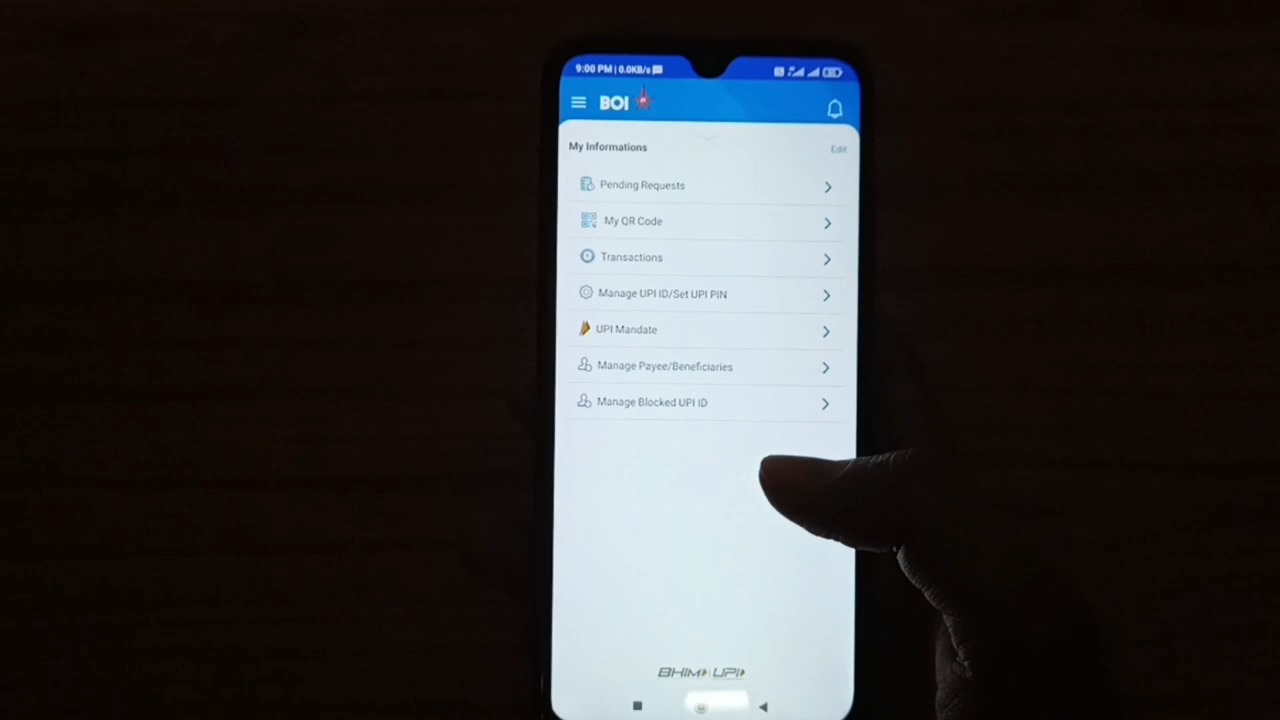 9:00 PM | 0.0KB/s
BOI
My Informations
Edit
Pending Requests
My QR Code
Transactions
Manage UPI ID/Set UPI PIN
UPI Mandate
Manage Payee/Beneficiaries
Manage Blocked UPI ID
BHIM UPI